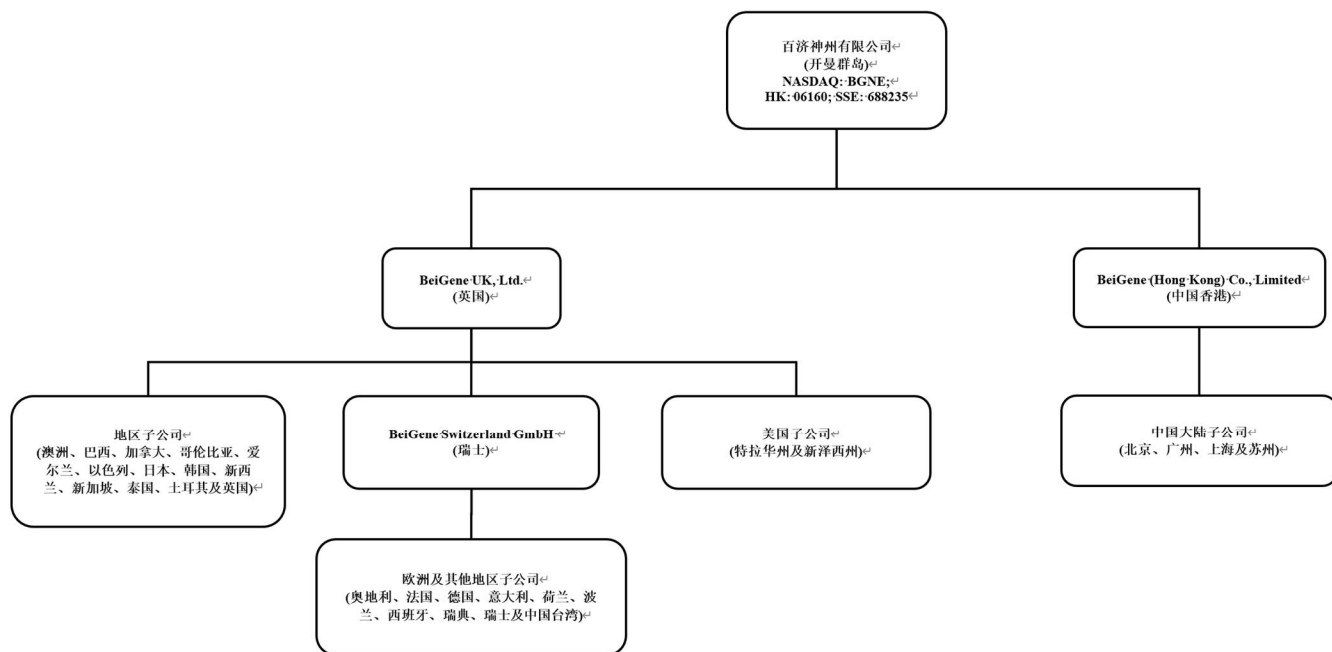 百济神州有限公司↵
(开曼群岛)
NASDAQ:·BGNE;↵
HK:·06160;·SSE:·688235↵
BeiGene·UK,·Ltd.↵
(英国)↵
BeiGene·(Hong·Kong)·Co.,·Limited↵
(中国香港)↵
地区子公司↵
(澳洲、巴西、加拿大、哥伦比亚、爱
尔兰、以色列、日本、韩国、新西
兰、新加坡、泰国、土耳其及英国)↵
BeiGene·Switzerland·GmbH·↵
(瑞士)↵
美国子公司↵
(特拉华州及新泽西州)↵
中国大陆子公司↵
(北京、广州、上海及苏州)↵
欧洲及其他地区子公司↵
(奥地利、法国、德国、意大利、荷兰、波
兰、西班牙、瑞典、瑞士及中国台湾)↵